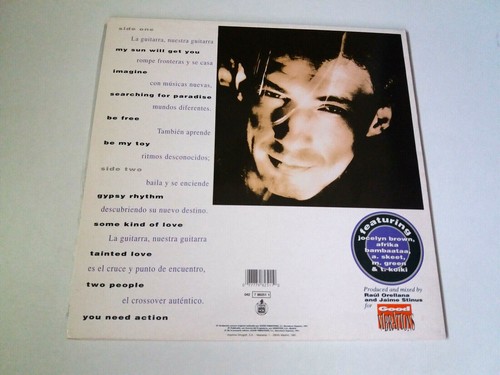 side one
La guitarra, nuestra guitarra
my sun will get you
rompe fronteras y se casa
imagine
con músicas nuevas,
searching for paradise
mundos diferentes.
be free
También aprende
be my toy
ritmos desconocidos;
side two
baila y se enciende
gypsy rhythm
descubriendo su nuevo destino.
some kind of love
La guitarra, nuestra guitarra
tainted love
es el cruce y punto de encuentro,
two people
el crossover auténtico.
you need action
featuring
jocelyn brown,
afrika
bambaataa,
a. skeet,
m. green
& t. kolki
Produced and mixed by
Raúl Orellana
and Jaime Stinus
for
Good
VIBRATIONS